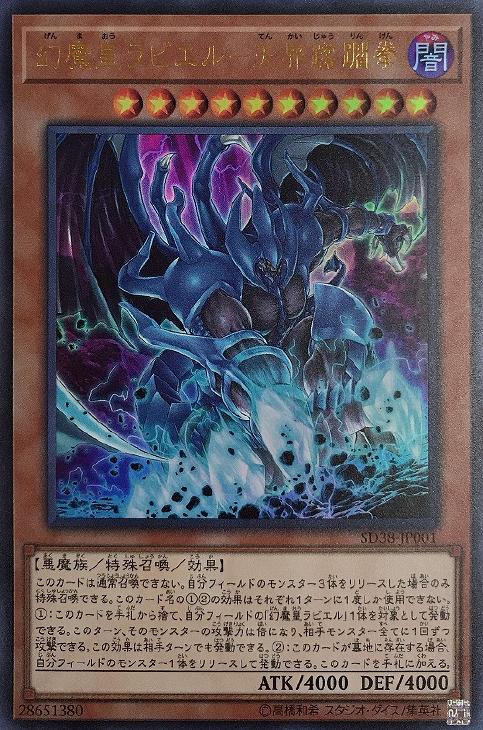 幻魔皇ラビエル－天界蹂躙拳
闇
SD38-JP001
【悪魔族／特殊召喚／効果】
このカードは通常召喚できない。自分フィールドのモンスター３体をリリースした場合のみ
特殊召喚できる。このカード名の①②の効果はそれぞれ１ターンに１度しか使用できない。
①：このカードを手札から捨て、自分フィールドの「幻魔皇ラビエル」１体を対象として発動
できる。このターン、そのモンスターの攻撃力は倍になり、相手モンスター全てに１回ずつ
攻撃できる。この効果は相手ターンでも発動できる。②：このカードが墓地に存在する場合、
自分フィールドのモンスター１体をリリースして発動できる。このカードを手札に加える。
ATK/4000 DEF/4000
28651380 ©高橋和希 スタジオ・ダイス/集英社